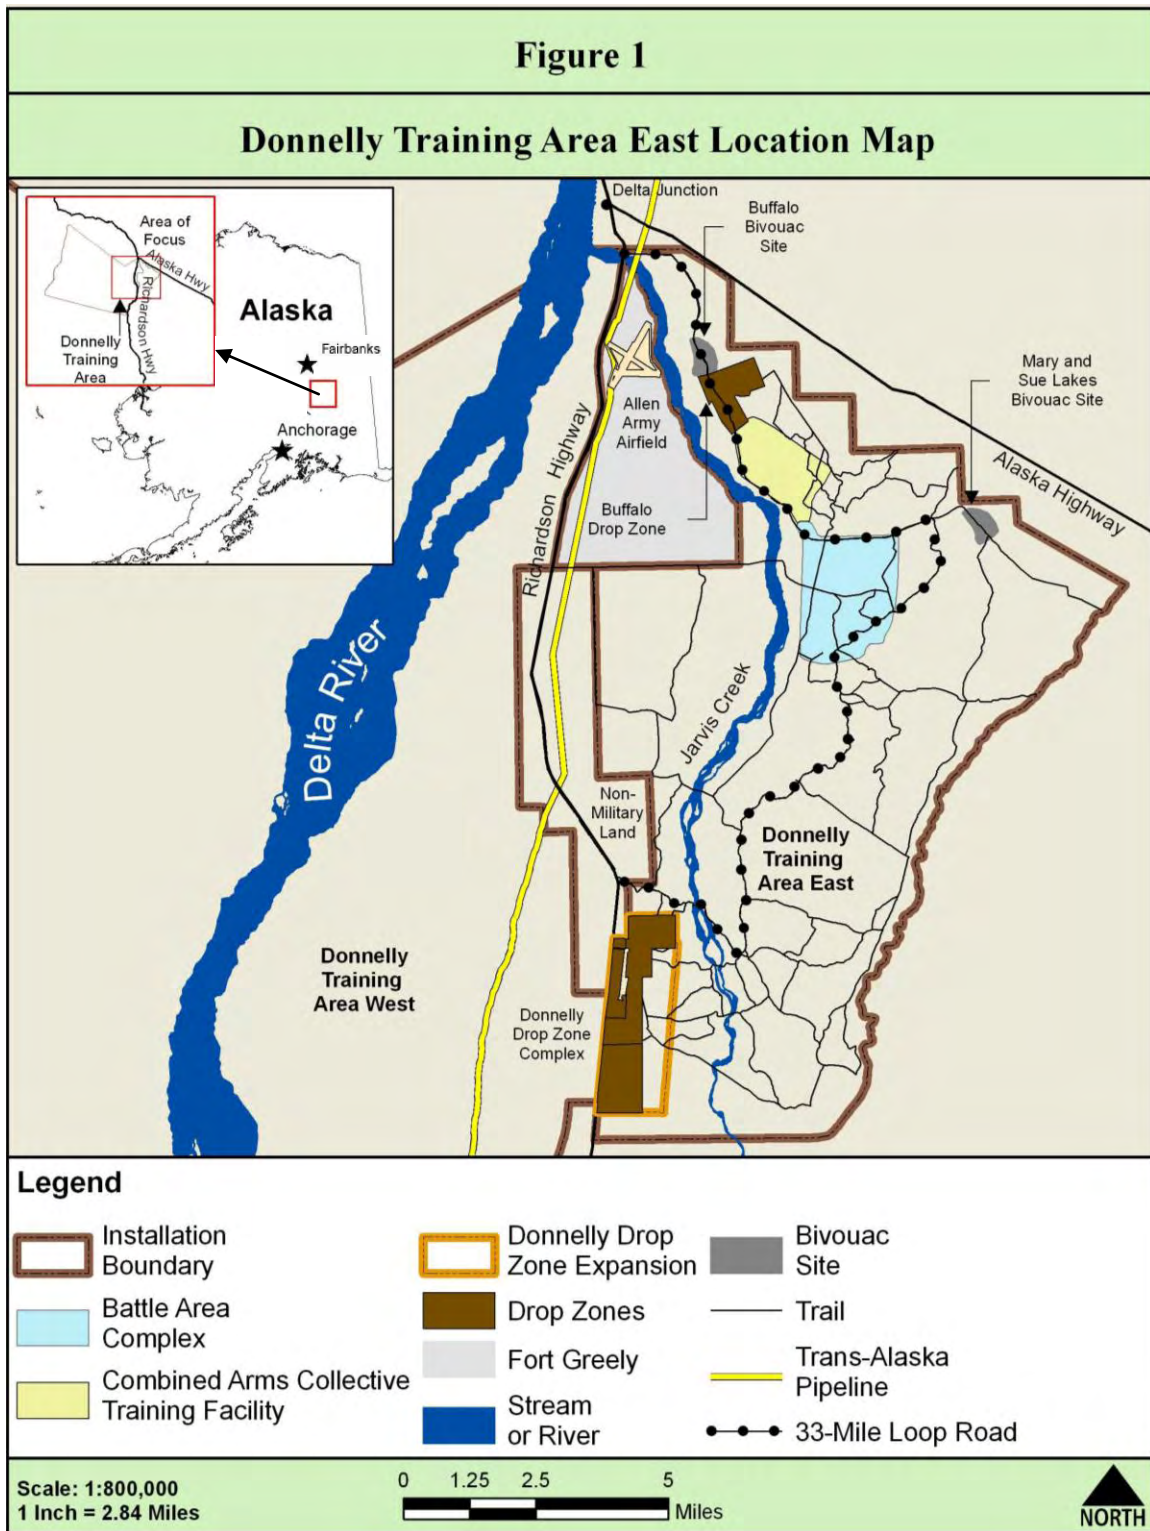 Figure 1
Donnelly Training Area East Location Map
Area of
Focus
Alaska Hwy
Richardson Hwy
Donnelly
Training
Area
Alaska
Fairbanks
Anchorage
Delta Junction
Buffalo
Bivouac
Site
Mary and
Sue Lakes
Bivouac Site
Alaska Highway
Allen
Army
Airfield
Richardson Highway
Buffalo
Drop Zone
Delta River
Jarvis Creek
Non-
Military
Land
Donnelly
Training
Area East
Donnelly
Training
Area West
Donnelly
Drop Zone
Complex
Legend
Installation
Boundary
Battle Area
Complex
Combined Arms Collective
Training Facility
Donnelly Drop
Zone Expansion
Drop Zones
Fort Greely
Stream
or River
Bivouac
Site
Trail
Trans-Alaska
Pipeline
33-Mile Loop Road
Scale: 1:800,000
1 Inch = 2.84 Miles
0 1.25 2.5 5
Miles
NORTH